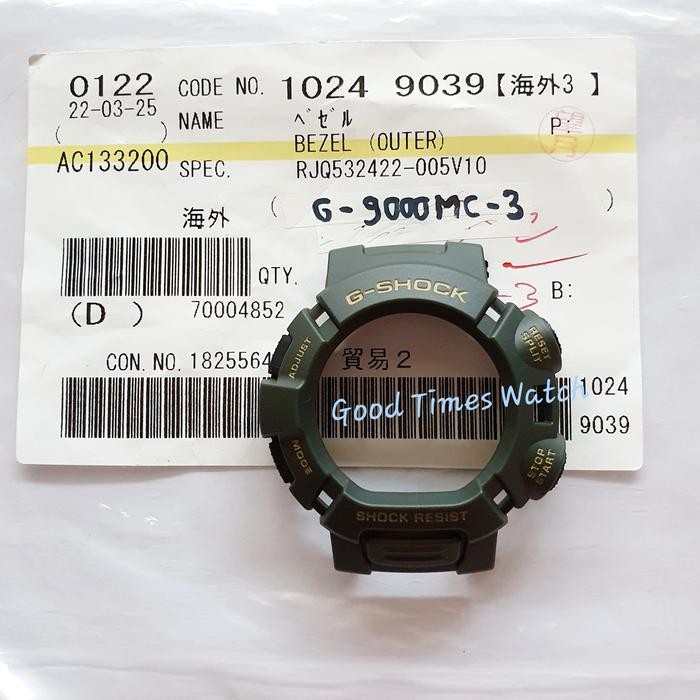 0122 CODE NO. 1024 9039【海外3 】
22-03-25 NAME ﾍﾞｾﾞﾙ P:
( ) BEZEL (OUTER)
AC133200 SPEC. RJQ532422-005V10
海外 ( G-9000MC-3 )
QTY. -3 B:
(D ) 70004852
CON.NO. 1825564 貿易2
1024
9039
G-SHOCK
ADJUST
MODE
RESET
SPLIT
STOP
START
SHOCK RESIST
Good Times Watch